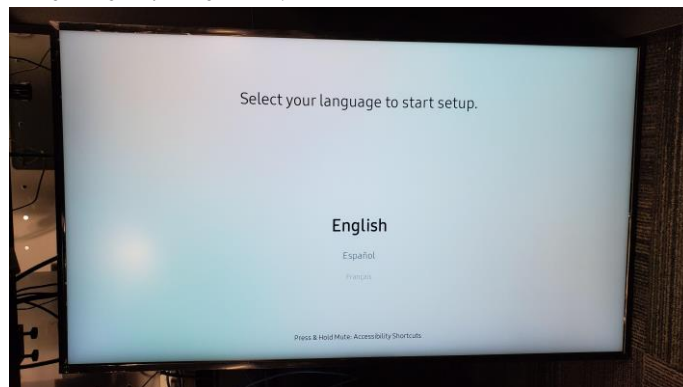 Select your language to start setup.
English
Español
Français
Press & Hold Mute: Accessibility Shortcuts